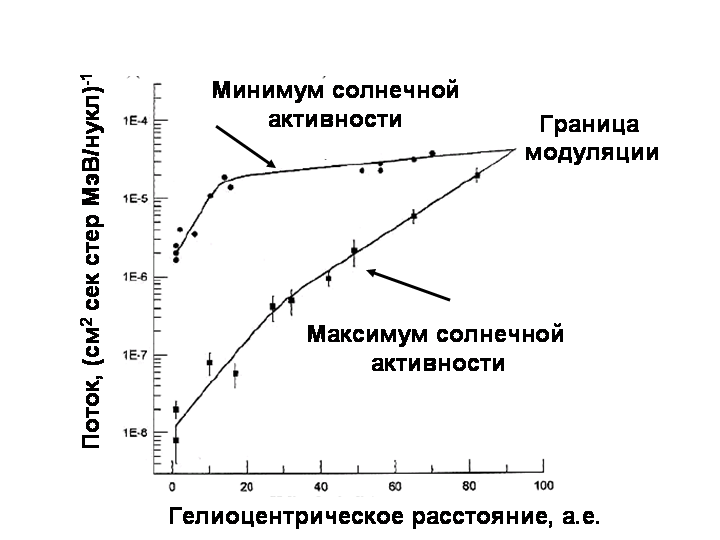 Минимум солнечной
активности
Граница
модуляции
Максимум солнечной
активности
Поток, (см² сек стер МэВ/нукл)⁻¹
1E-4
1E-5
1E-6
1E-7
1E-8
0 20 40 60 80 100
Гелиоцентрическое расстояние, а.е.